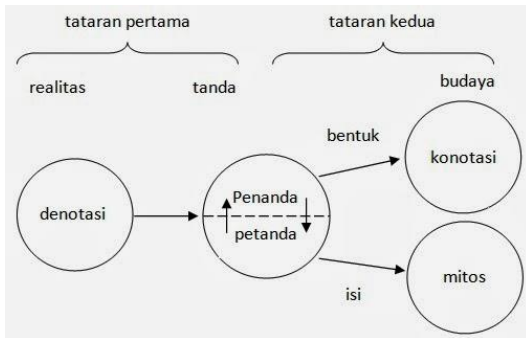 tataran pertama
tataran kedua
realitas
tanda
budaya
bentuk
konotasi
denotasi
Penanda
petanda
isi
mitos